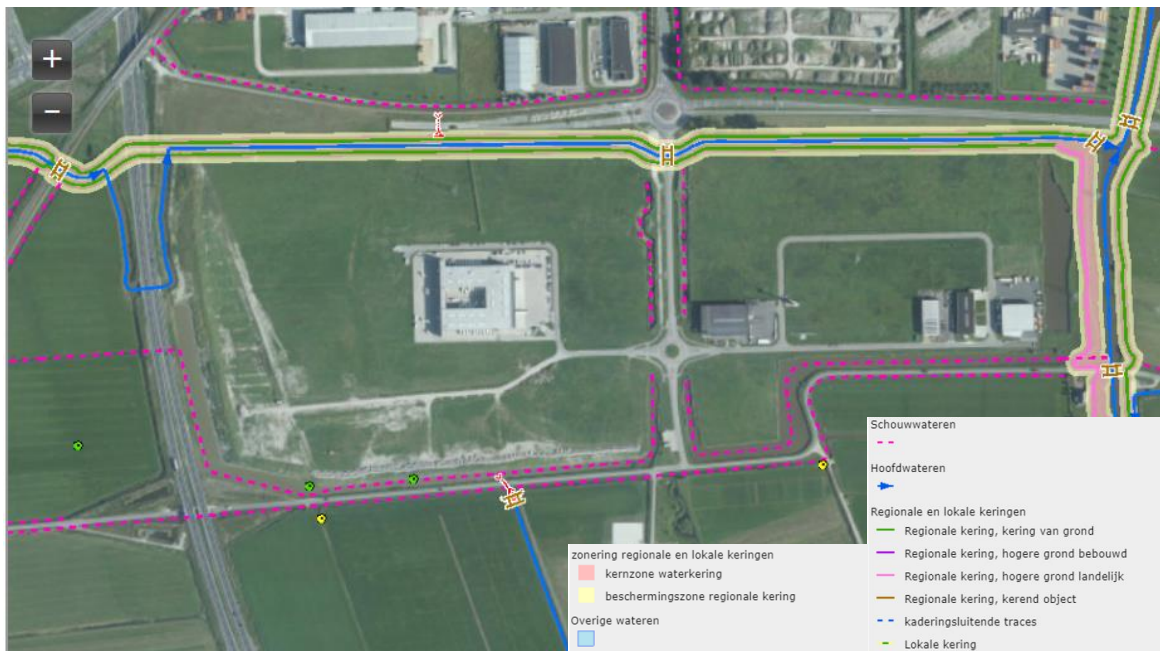 +
−
Schouwwateren
Hoofdwateren
Regionale en lokale keringen
Regionale kering, kering van grond
Regionale kering, hogere grond bebouwd
Regionale kering, hogere grond landelijk
Regionale kering, kerend object
kaderingsluitende traces
Lokale kering
zonering regionale en lokale keringen
kernzone waterkering
beschermingszone regionale kering
Overige wateren